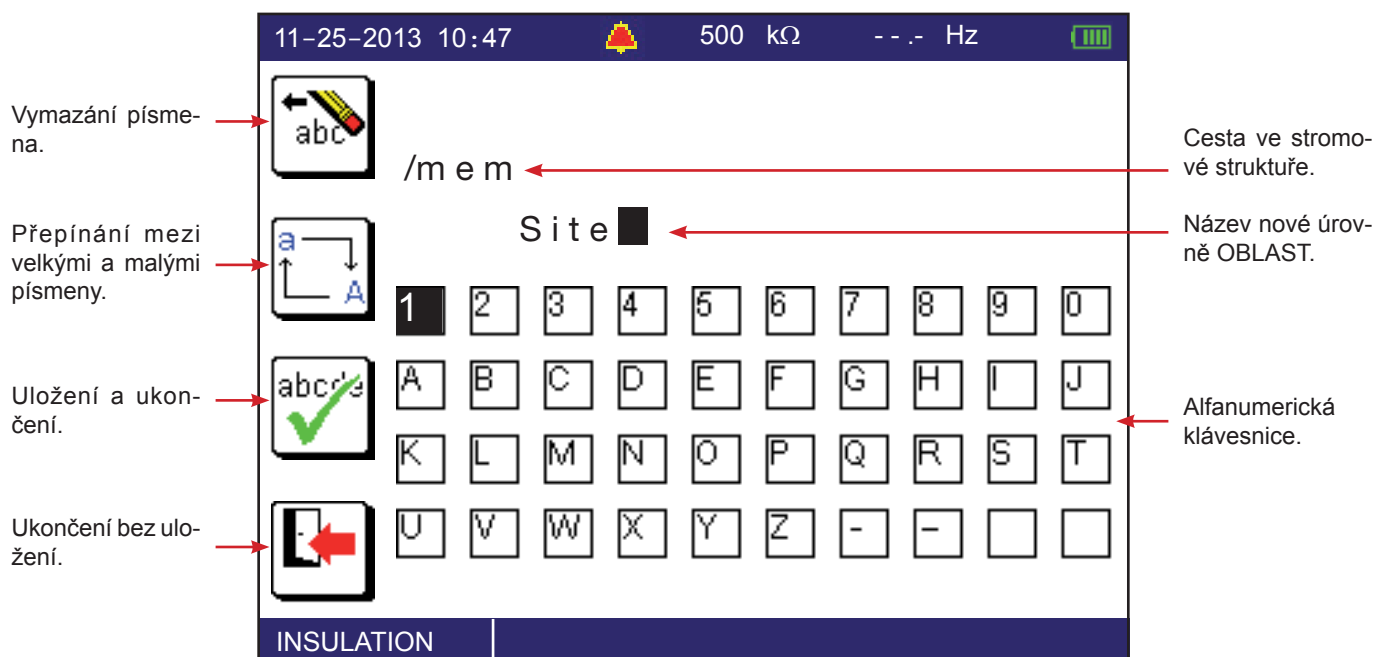 11-25-2013 10:47 500 kΩ - - .- Hz
Vymazání písme-
na.
abc
/mem
Cesta ve stromo-
vé struktuře.
Site
Název nové úrov-
ně OBLAST.
Přepínání mezi
velkými a malými
písmeny.
a
A
1 2 3 4 5 6 7 8 9 0
Uložení a ukon-
čení.
abcde
A B C D E F G H I J
K L M N O P Q R S T
Alfanumerická
klávesnice.
Ukončení bez ulo-
žení.
U V W X Y Z - –
INSULATION